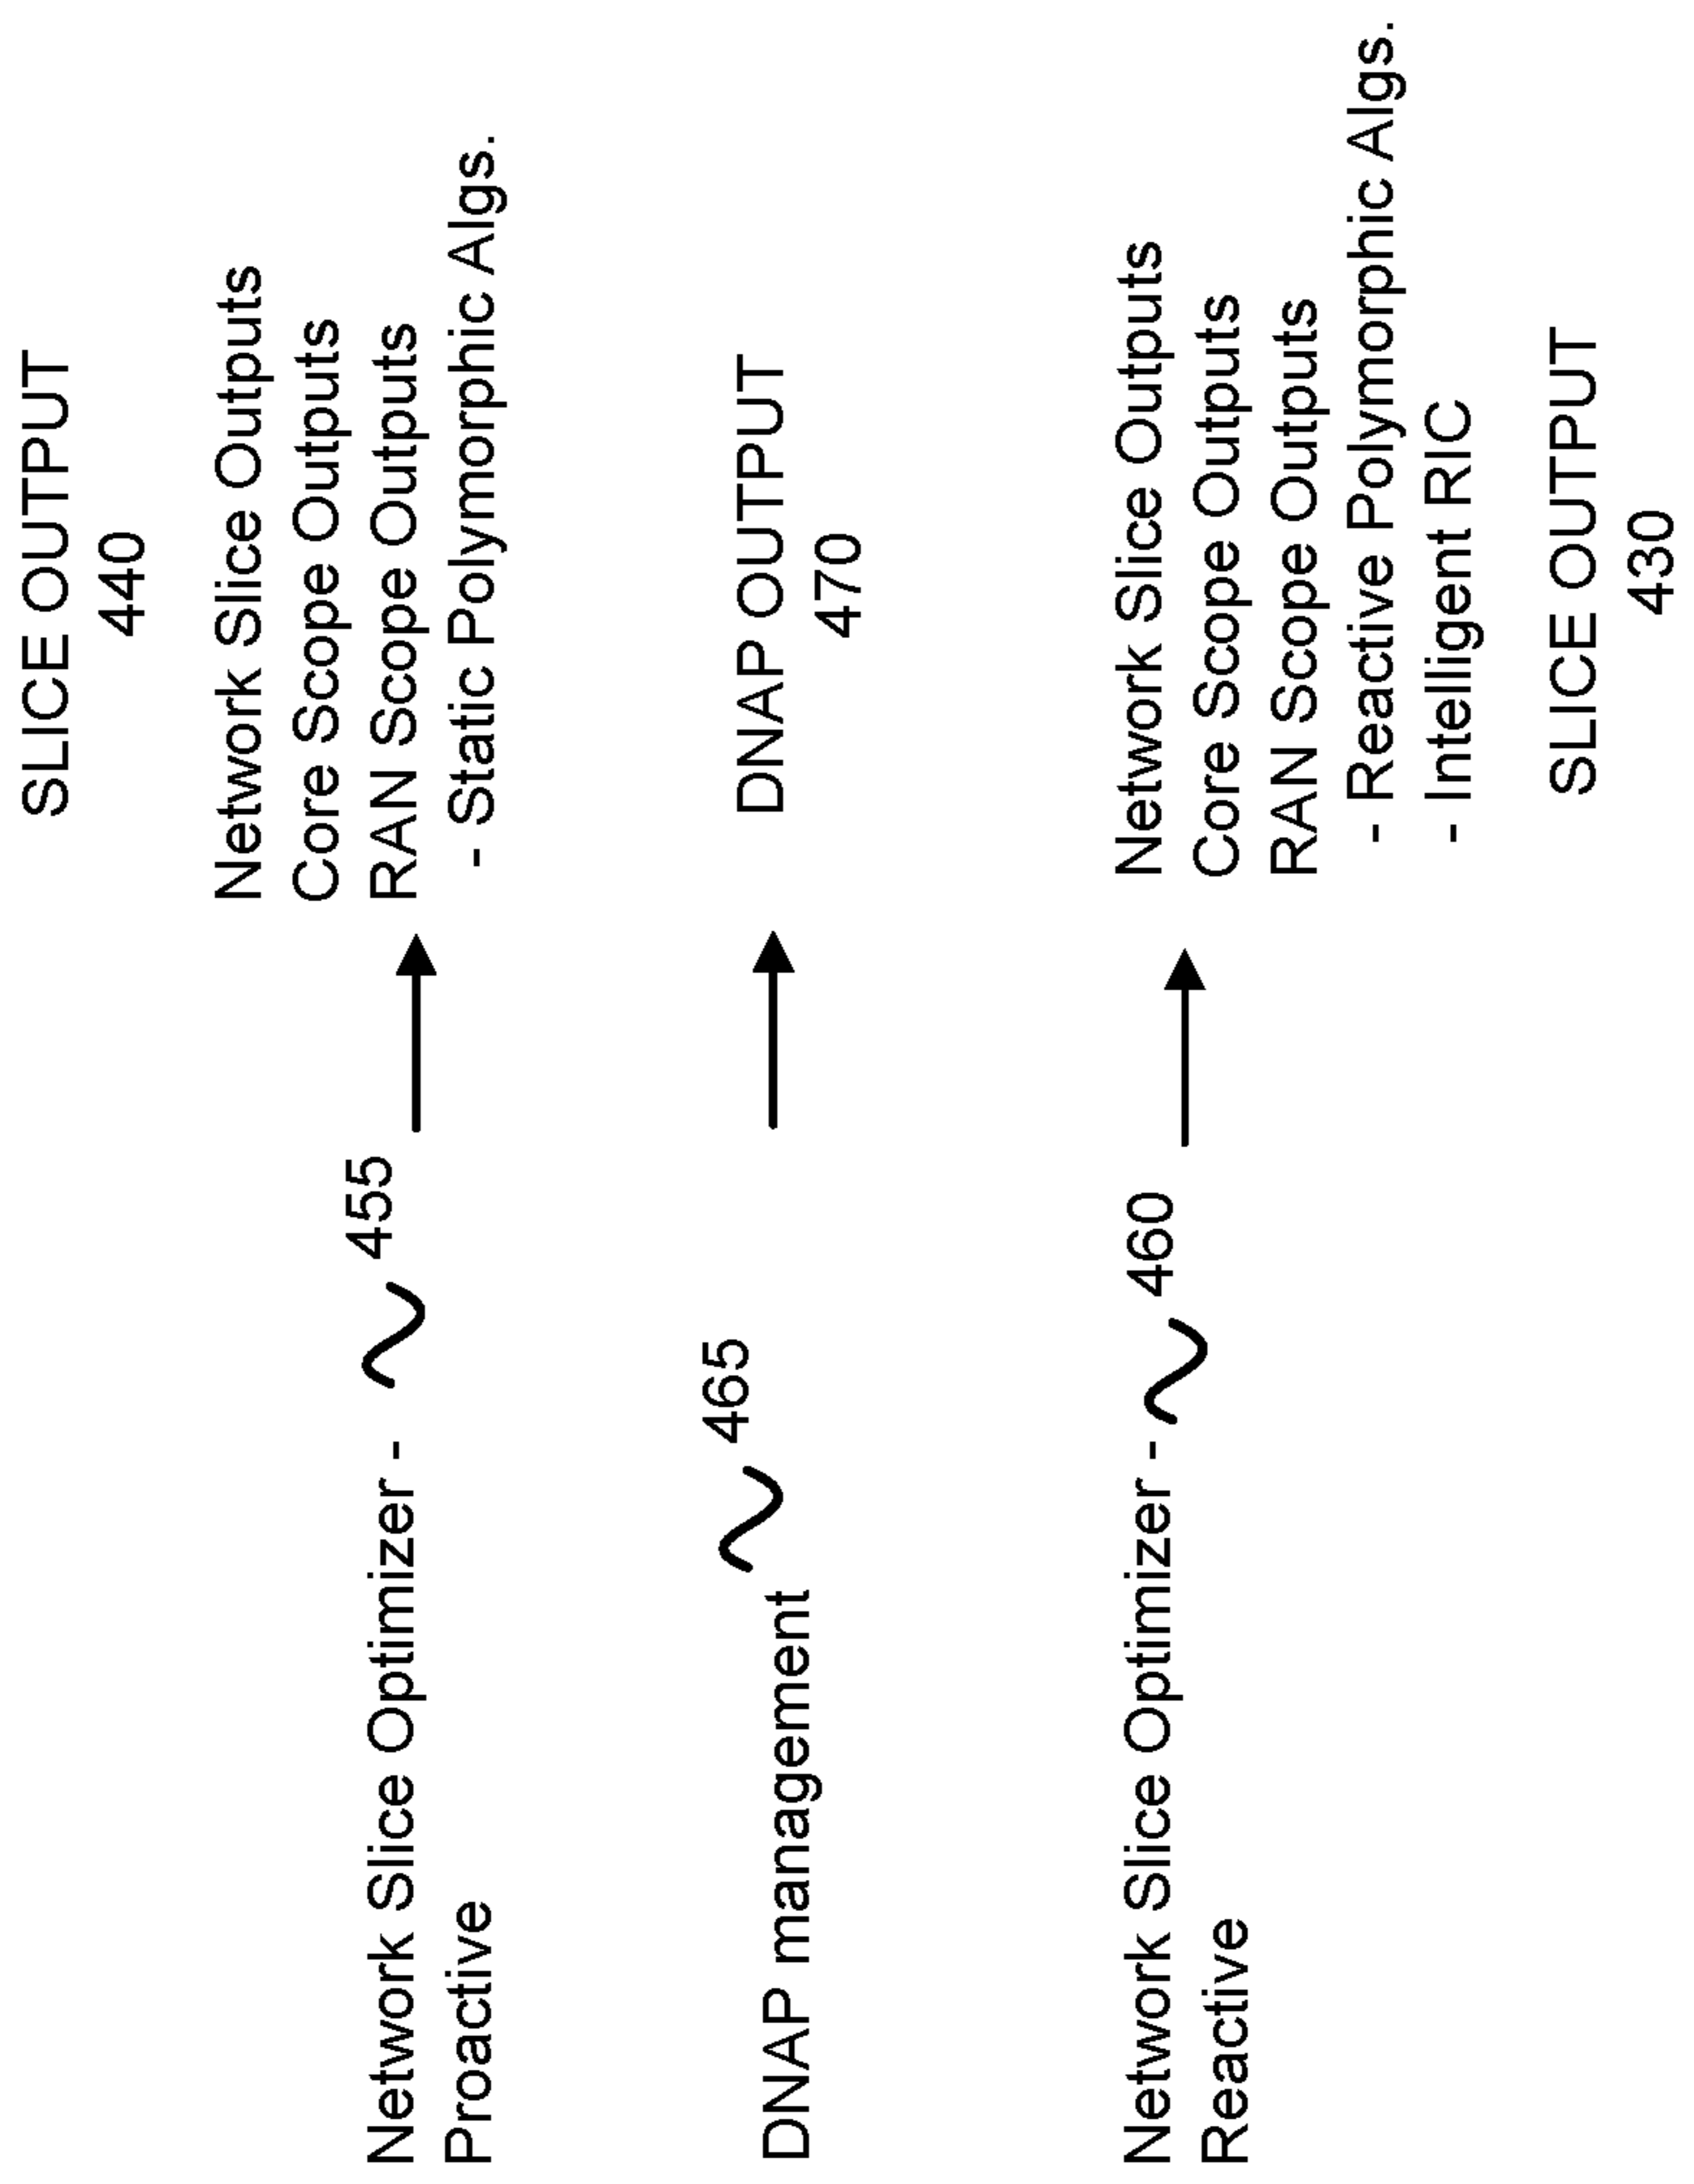 SLICE OUTPUT
440
Network Slice Optimizer -
Proactive
455
Network Slice Outputs
Core Scope Outputs
RAN Scope Outputs
- Static Polymorphic Algs.
DNAP management
465
DNAP OUTPUT
470
Network Slice Optimizer -
Reactive
460
Network Slice Outputs
Core Scope Outputs
RAN Scope Outputs
- Reactive Polymorphic Algs.
- Intelligent RIC
SLICE OUTPUT
430